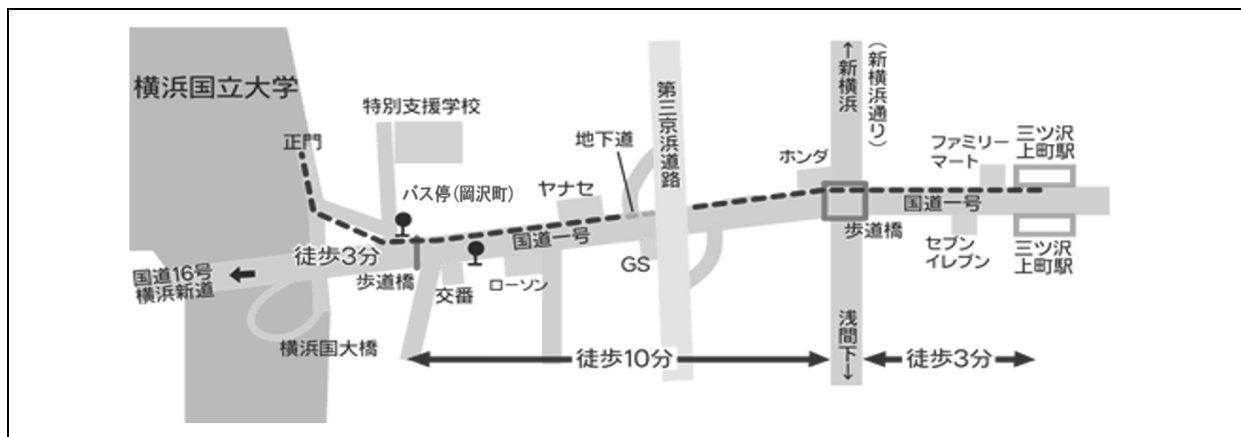 横浜国立大学
正門
特別支援学校
バス停(岡沢町)
ヤナセ
地下道
第三京浜道路
ホンダ
↑新横浜
(新横浜通り)
ファミリー
マート
三ツ沢
上町駅
国道一号
国道一号
徒歩3分
国道16号
横浜新道
歩道橋
交番
ローソン
GS
歩道橋
セブン
イレブン
三ツ沢
上町駅
横浜国大橋
徒歩10分
浅間下→
徒歩3分